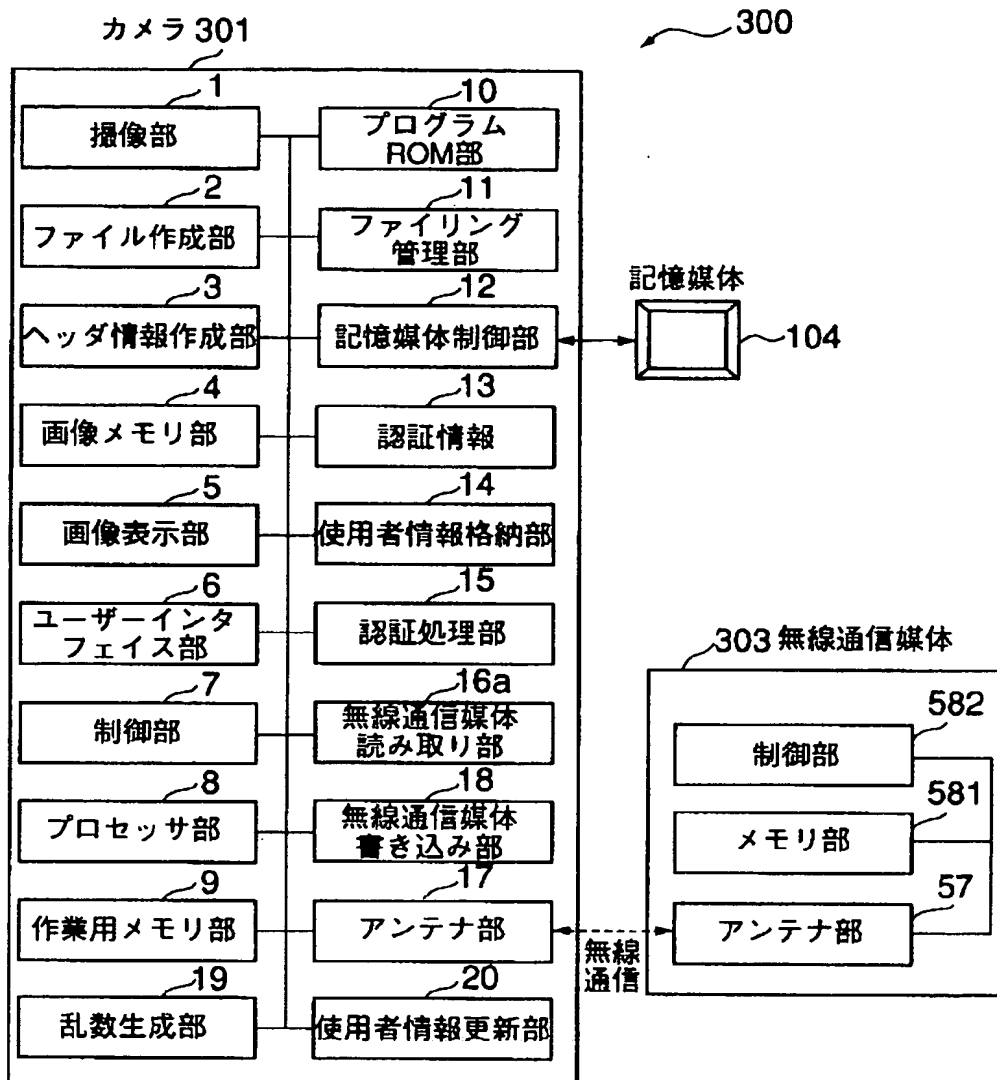 300
カメラ 301
1
撮像部
10
プログラム
ROM部
2
ファイル作成部
11
ファイリング
管理部
3
ヘッダ情報作成部
12
記憶媒体制御部
記憶媒体
104
4
画像メモリ部
13
認証情報
5
画像表示部
14
使用者情報格納部
6
ユーザーインタ
フェイス部
15
認証処理部
7
制御部
16a
無線通信媒体
読み取り部
8
プロセッサ部
18
無線通信媒体
書き込み部
9
作業用メモリ部
17
アンテナ部
19
乱数生成部
20
使用者情報更新部
無線
通信
303 無線通信媒体
582
制御部
581
メモリ部
57
アンテナ部